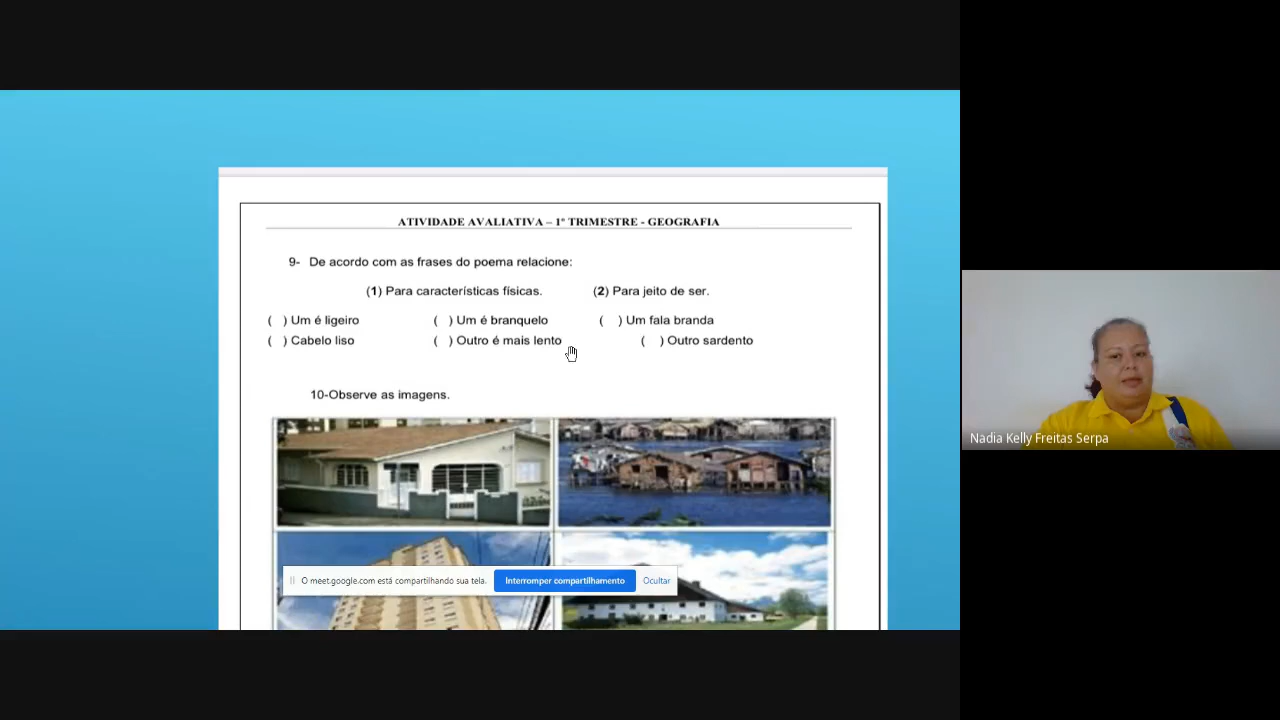 ATIVIDADE AVALIATIVA – 1º TRIMESTRE - GEOGRAFIA
9- De acordo com as frases do poema relacione:
(1) Para características físicas. (2) Para jeito de ser.
( ) Um é ligeiro ( ) Um é branquelo ( ) Um fala branda
( ) Cabelo liso ( ) Outro é mais lento ( ) Outro sardento
10-Observe as imagens.
O meet.google.com está compartilhando sua tela. Interromper compartilhamento Ocultar
Nadia Kelly Freitas Serpa